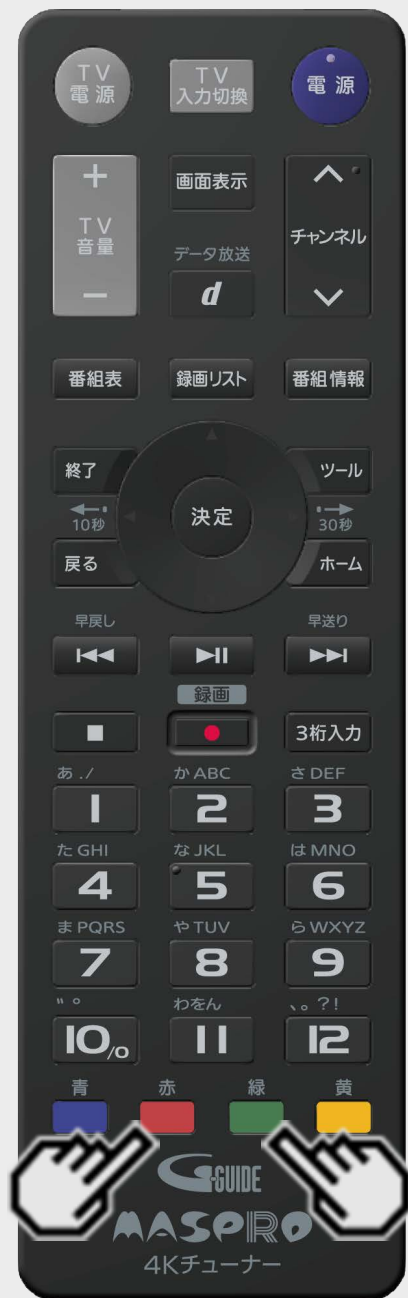 TV
電源
TV
入力切換
電源
+
TV
音量
−
画面表示
データ放送
d
チャンネル
番組表
録画リスト
番組情報
終了
ツール
10秒
決定
30秒
戻る
ホーム
早戻し
早送り
録画
3桁入力
あ ./
か ABC
さ DEF
1
2
3
た GHI
な JKL
は MNO
4
5
6
ま PQRS
や TUV
ら WXYZ
7
8
9
゛゜
わをん
、。?!
10/0
11
12
青
赤
緑
黄
G-GUIDE
MASPRO
4Kチューナー